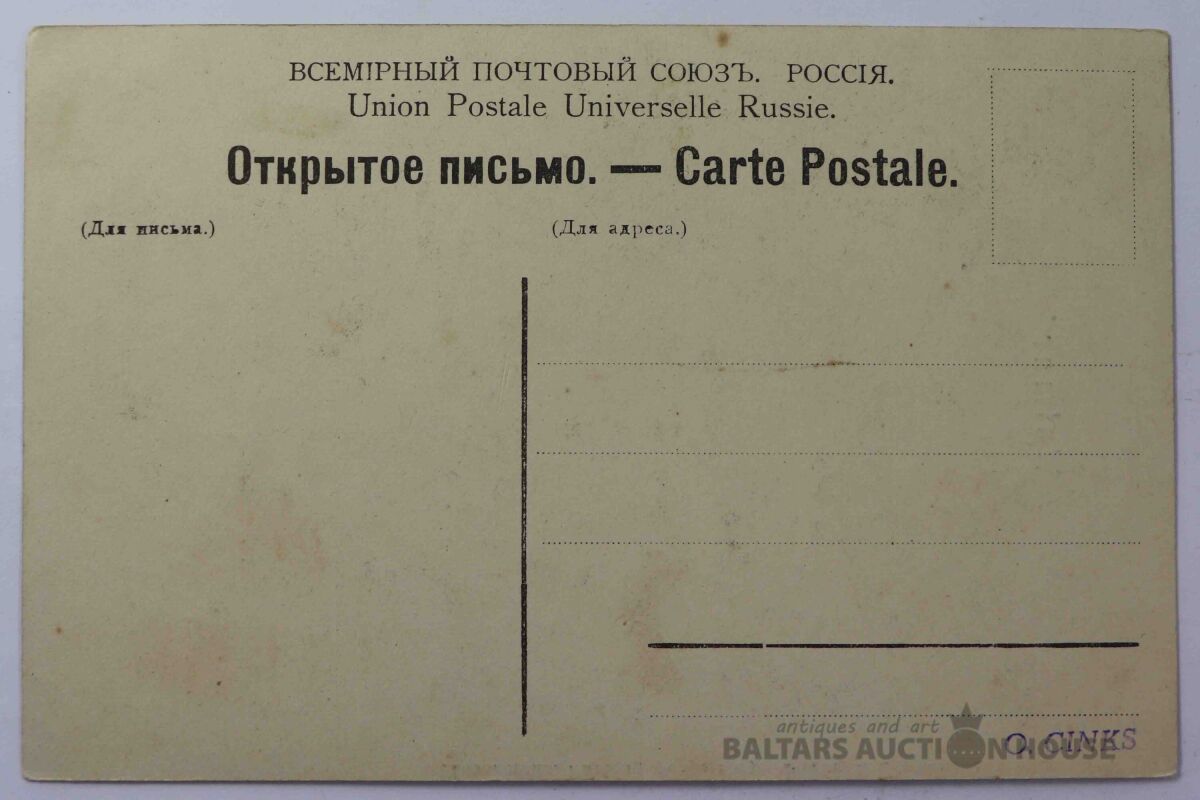 ВСЕМІРНЫЙ ПОЧТОВЫЙ СОЮЗЪ. РОССІЯ.
Union Postale Universelle Russie.
Открытое письмо. — Carte Postale.
(Для письма.)
(Для адреса.)
antiques and art
BALTARS AUCTION HOUSE
O. CINKS